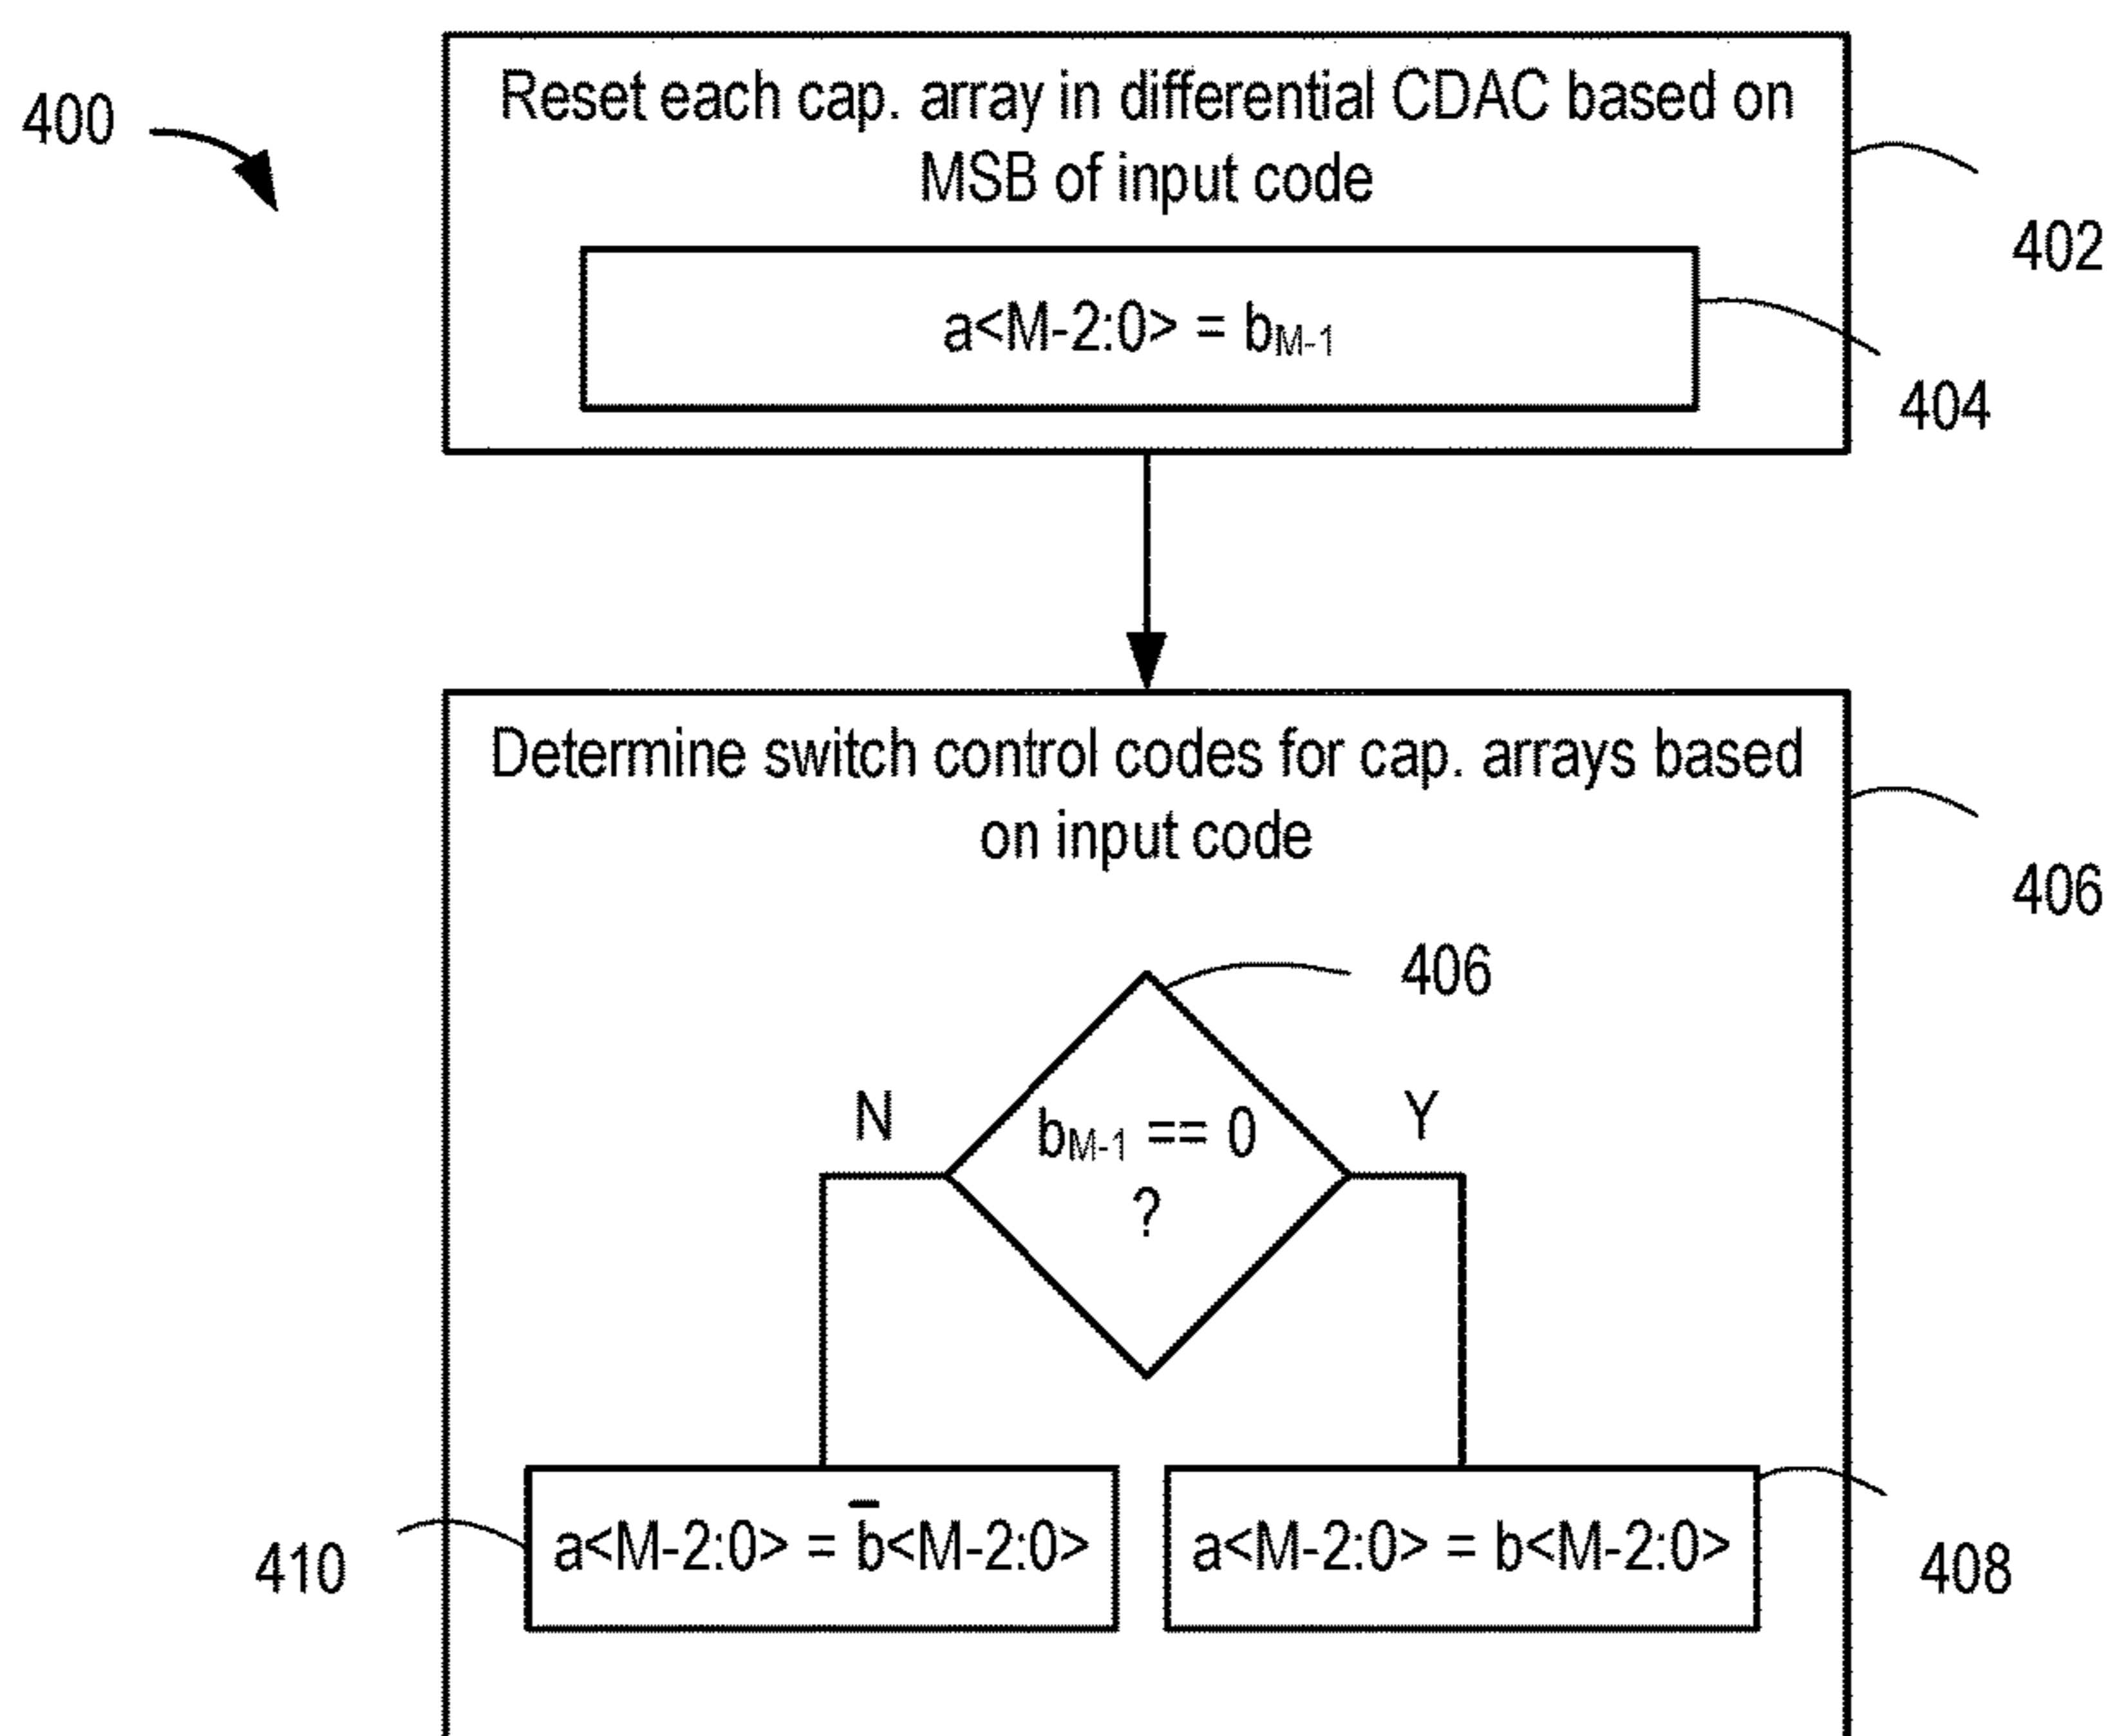 400
Reset each cap. array in differential CDAC based on
MSB of input code
402
a<M-2:0> = bM-1
404
Determine switch control codes for cap. arrays based
on input code
406
406
N
Y
bM-1 == 0
?
a<M-2:0> = b̅<M-2:0>
a<M-2:0> = b<M-2:0>
410
408